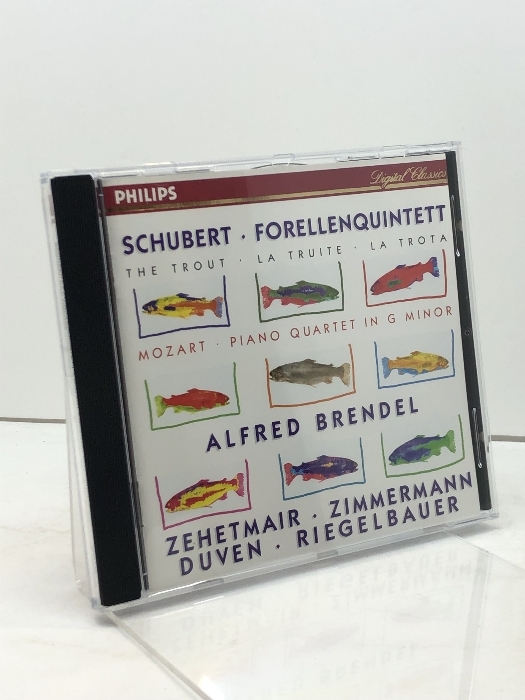 PHILIPS
Digital Classics
SCHUBERT · FORELLENQUINTETT
THE TROUT · LA TRUITE · LA TROTA
MOZART · PIANO QUARTET IN G MINOR
ALFRED BRENDEL
ZEHETMAIR · ZIMMERMANN
DUVEN · RIEGELBAUER